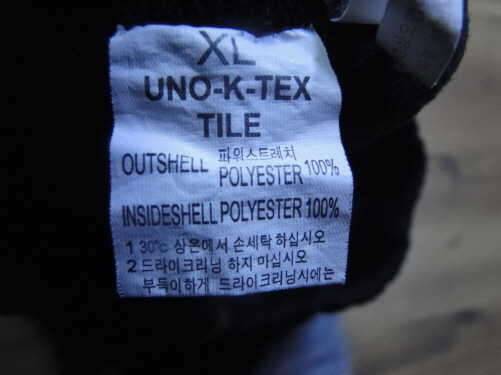 XL
UNO-K-TEX
TILE
OUTSHELL 파워스트레치 POLYESTER 100%
INSIDESHELL POLYESTER 100%
1 30℃ 상온에서 손세탁 하십시오
2 드라이크리닝 하지 마십시오
부득이하게 드라이크리닝시에는